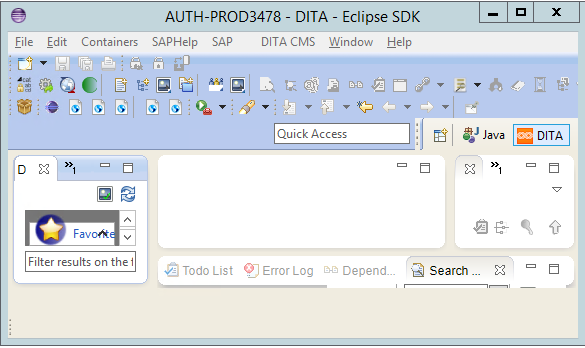 AUTH-PROD3478 - DITA - Eclipse SDK
File Edit Containers SAPHelp SAP DITA CMS Window Help
Quick Access
Java DITA
D »1
»1
Favorite
Filter results on the f
Todo List Error Log Depend... Search ...